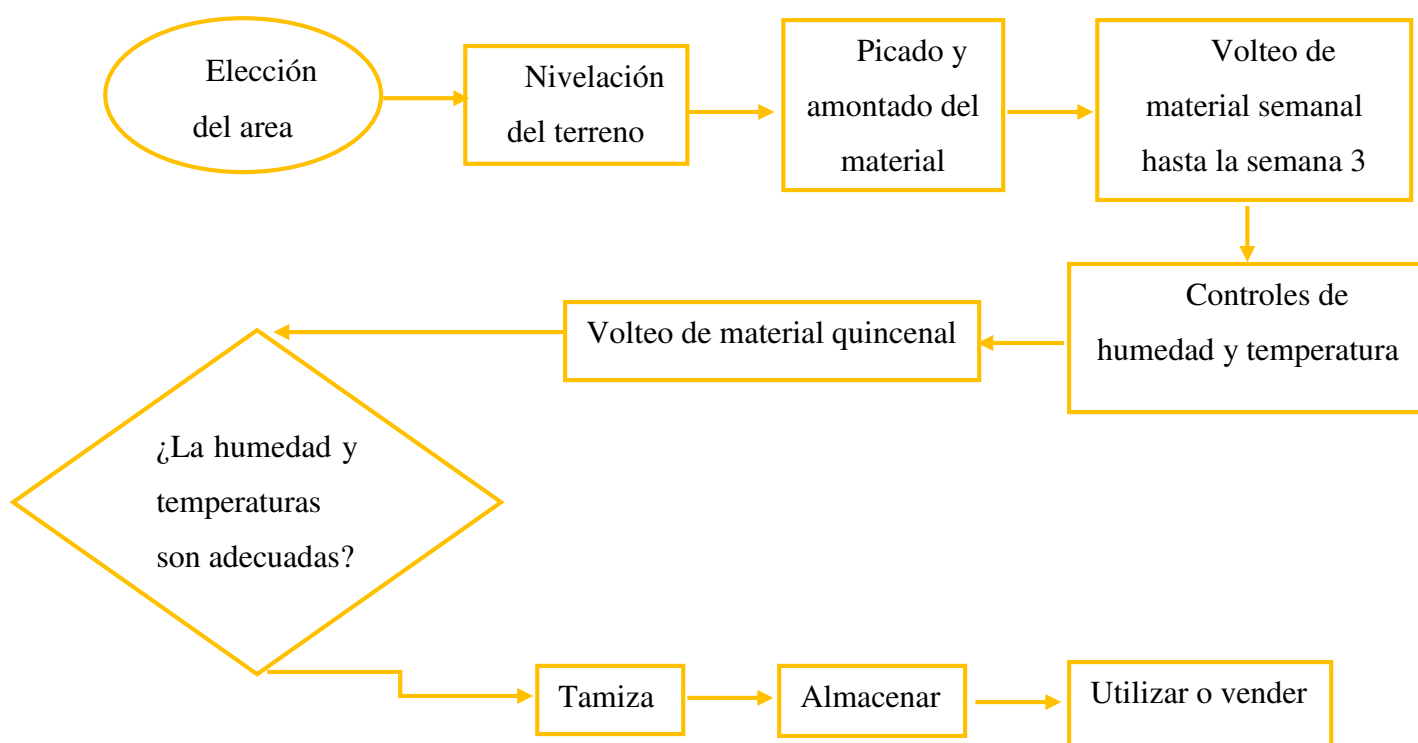 Elección
del area
Nivelación
del terreno
Picado y
amontado del
material
Volteo de
material semanal
hasta la semana 3
Controles de
humedad y temperatura
Volteo de material quincenal
¿La humedad y
temperaturas
son adecuadas?
Tamiza
Almacenar
Utilizar o vender